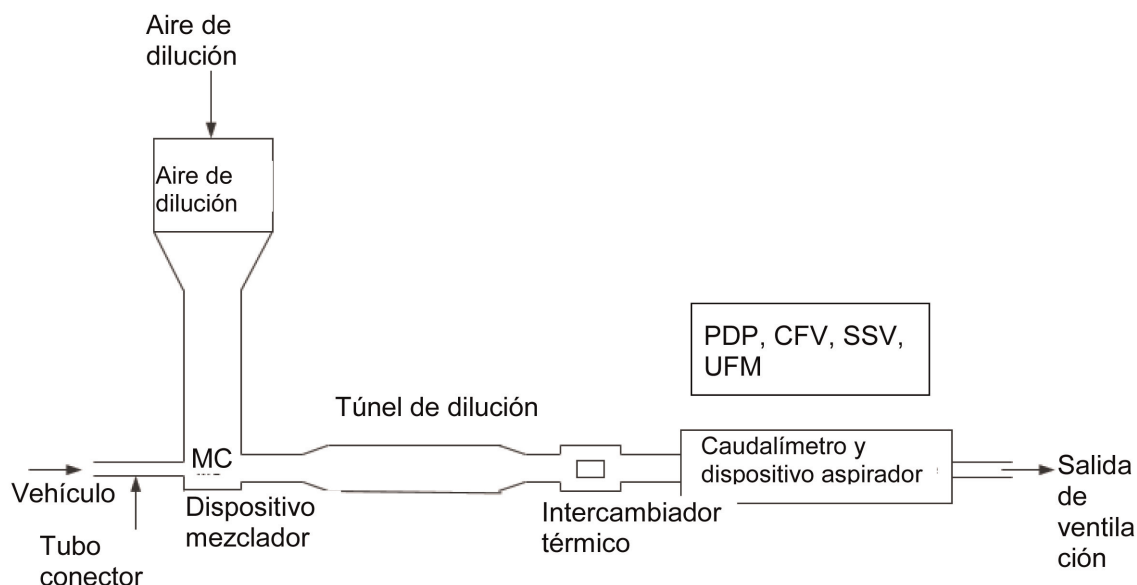 Aire de
dilución
Aire de
dilución
PDP, CFV, SSV,
UFM
Túnel de dilución
MC
Caudalímetro y
dispositivo aspirador
Salida
de
ventila
ción
Vehículo
Dispositivo
mezclador
Intercambiador
térmico
Tubo
conector